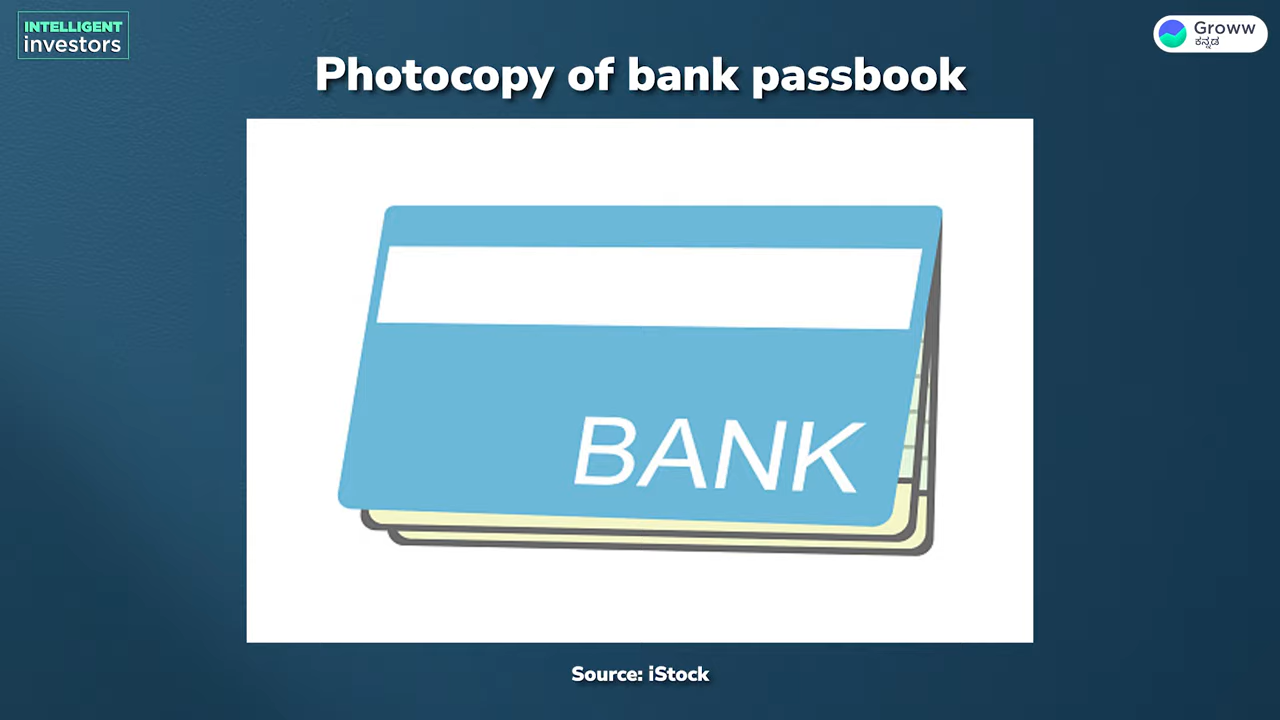 INTELLIGENT
investors
Groww
ಕನ್ನಡ
Photocopy of bank passbook
BANK
Source: iStock